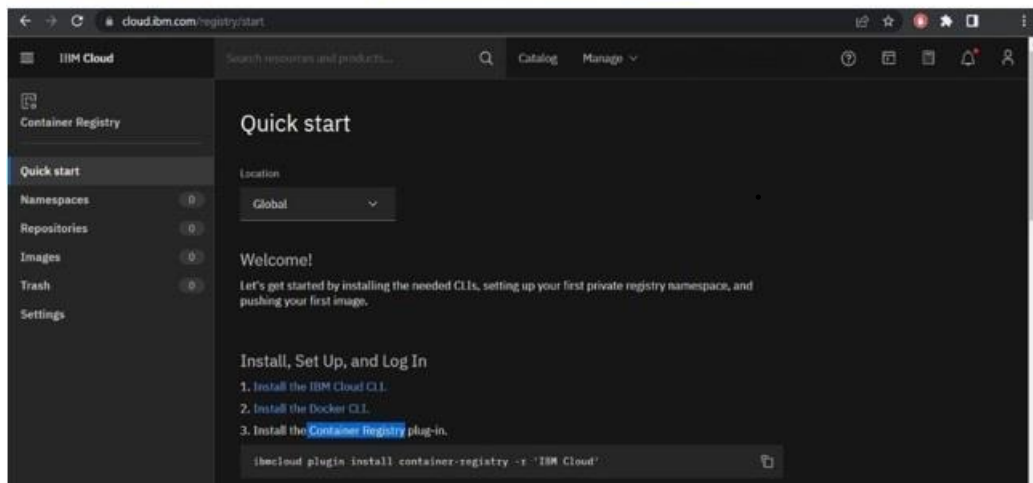 cloud.ibm.com/registry/start
IBM Cloud
Search resources and products...
Catalog
Manage
Container Registry
Quick start
Namespaces 0
Repositories 0
Images 0
Trash 0
Settings
Quick start
Location
Global
Welcome!
Let's get started by installing the needed CLIs, setting up your first private registry namespace, and
pushing your first image.
Install, Set Up, and Log In
1. Install the IBM Cloud CLI.
2. Install the Docker CLI.
3. Install the Container Registry plug-in.
ibmcloud plugin install container-registry -r 'IBM Cloud'